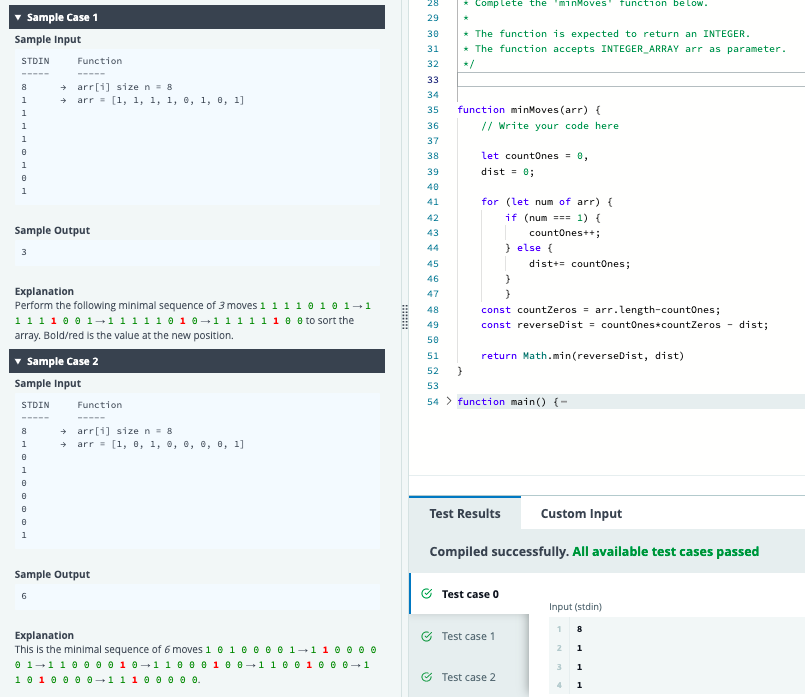 ▼ Sample Case 1
Sample Input
STDIN Function
----- -----
8 → arr[i] size n = 8
1 → arr = [1, 1, 1, 1, 0, 1, 0, 1]
1
1
1
0
1
0
1
Sample Output
3
Explanation
Perform the following minimal sequence of 3 moves 1 1 1 1 0 1 0 1→1
1 1 1 1 0 0 1→1 1 1 1 1 0 1 0→1 1 1 1 1 1 0 0 to sort the
array. Bold/red is the value at the new position.
▼ Sample Case 2
Sample Input
STDIN Function
----- -----
8 → arr[i] size n = 8
1 → arr = [1, 0, 1, 0, 0, 0, 0, 1]
0
1
0
0
0
0
1
Sample Output
6
Explanation
This is the minimal sequence of 6 moves 1 0 1 0 0 0 0 1→1 1 0 0 0 0
0 1→1 1 0 0 0 0 1 0→1 1 0 0 0 1 0 0→1 1 0 0 1 0 0 0→1
1 0 1 0 0 0 0→1 1 1 0 0 0 0 0.
28 * Complete the 'minMoves' function below.
29 *
30 * The function is expected to return an INTEGER.
31 * The function accepts INTEGER_ARRAY arr as parameter.
32 */
33
34
35 function minMoves(arr) {
36 // Write your code here
37
38 let countOnes = 0,
39 dist = 0;
40
41 for (let num of arr) {
42 if (num === 1) {
43 countOnes++;
44 } else {
45 dist+= countOnes;
46 }
47 }
48 const countZeros = arr.length-countOnes;
49 const reverseDist = countOnes*countZeros - dist;
50
51 return Math.min(reverseDist, dist)
52 }
53
54 > function main() {⋯
Test Results Custom Input
Compiled successfully. All available test cases passed
Test case 0
Test case 1
Test case 2
Input (stdin)
1 8
2 1
3 1
4 1